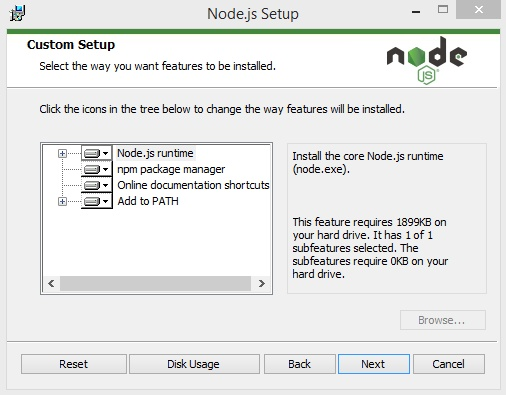 Node.js Setup
Custom Setup
Select the way you want features to be installed.
node
JS
Click the icons in the tree below to change the way features will be installed.
Node.js runtime
npm package manager
Online documentation shortcuts
Add to PATH
Install the core Node.js runtime
(node.exe).
This feature requires 1899KB on
your hard drive. It has 1 of 1
subfeatures selected. The
subfeatures require 0KB on your
hard drive.
Browse...
Reset
Disk Usage
Back
Next
Cancel